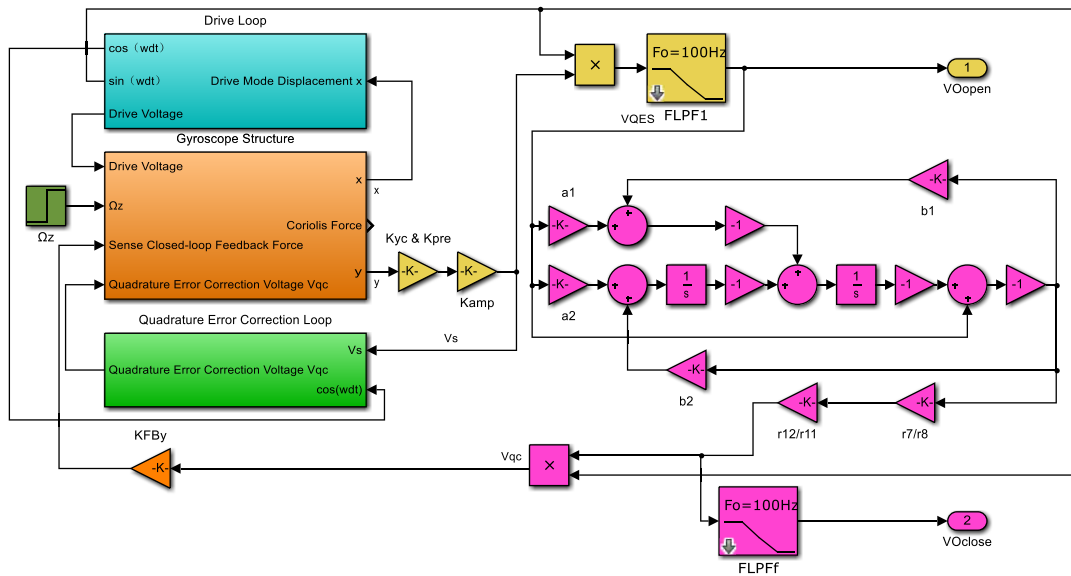 Drive Loop
cos（wdt）
sin（wdt）
Drive Mode Displacement x
Drive Voltage
Gyroscope Structure
Drive Voltage
x
x
Ωz
Ωz
Coriolis Force
Sense Closed-loop Feedback Force
y
y
Quadrature Error Correction Voltage Vqc
Kyc & Kpre
-K-
-K-
Kamp
Quadrature Error Correction Loop
Vs
Vs
Quadrature Error Correction Voltage Vqc
cos(wdt)
KFBy
-K-
×
Fo=100Hz
FLPF1
VQES
1
VOopen
-K-
b1
a1
-K-
+
+
-1
a2
-K-
+
+
1
s
-1
+
+
1
s
-1
+
+
-1
-K-
b2
-K-
r12/r11
-K-
r7/r8
Vqc
×
Fo=100Hz
FLPFf
2
VOclose